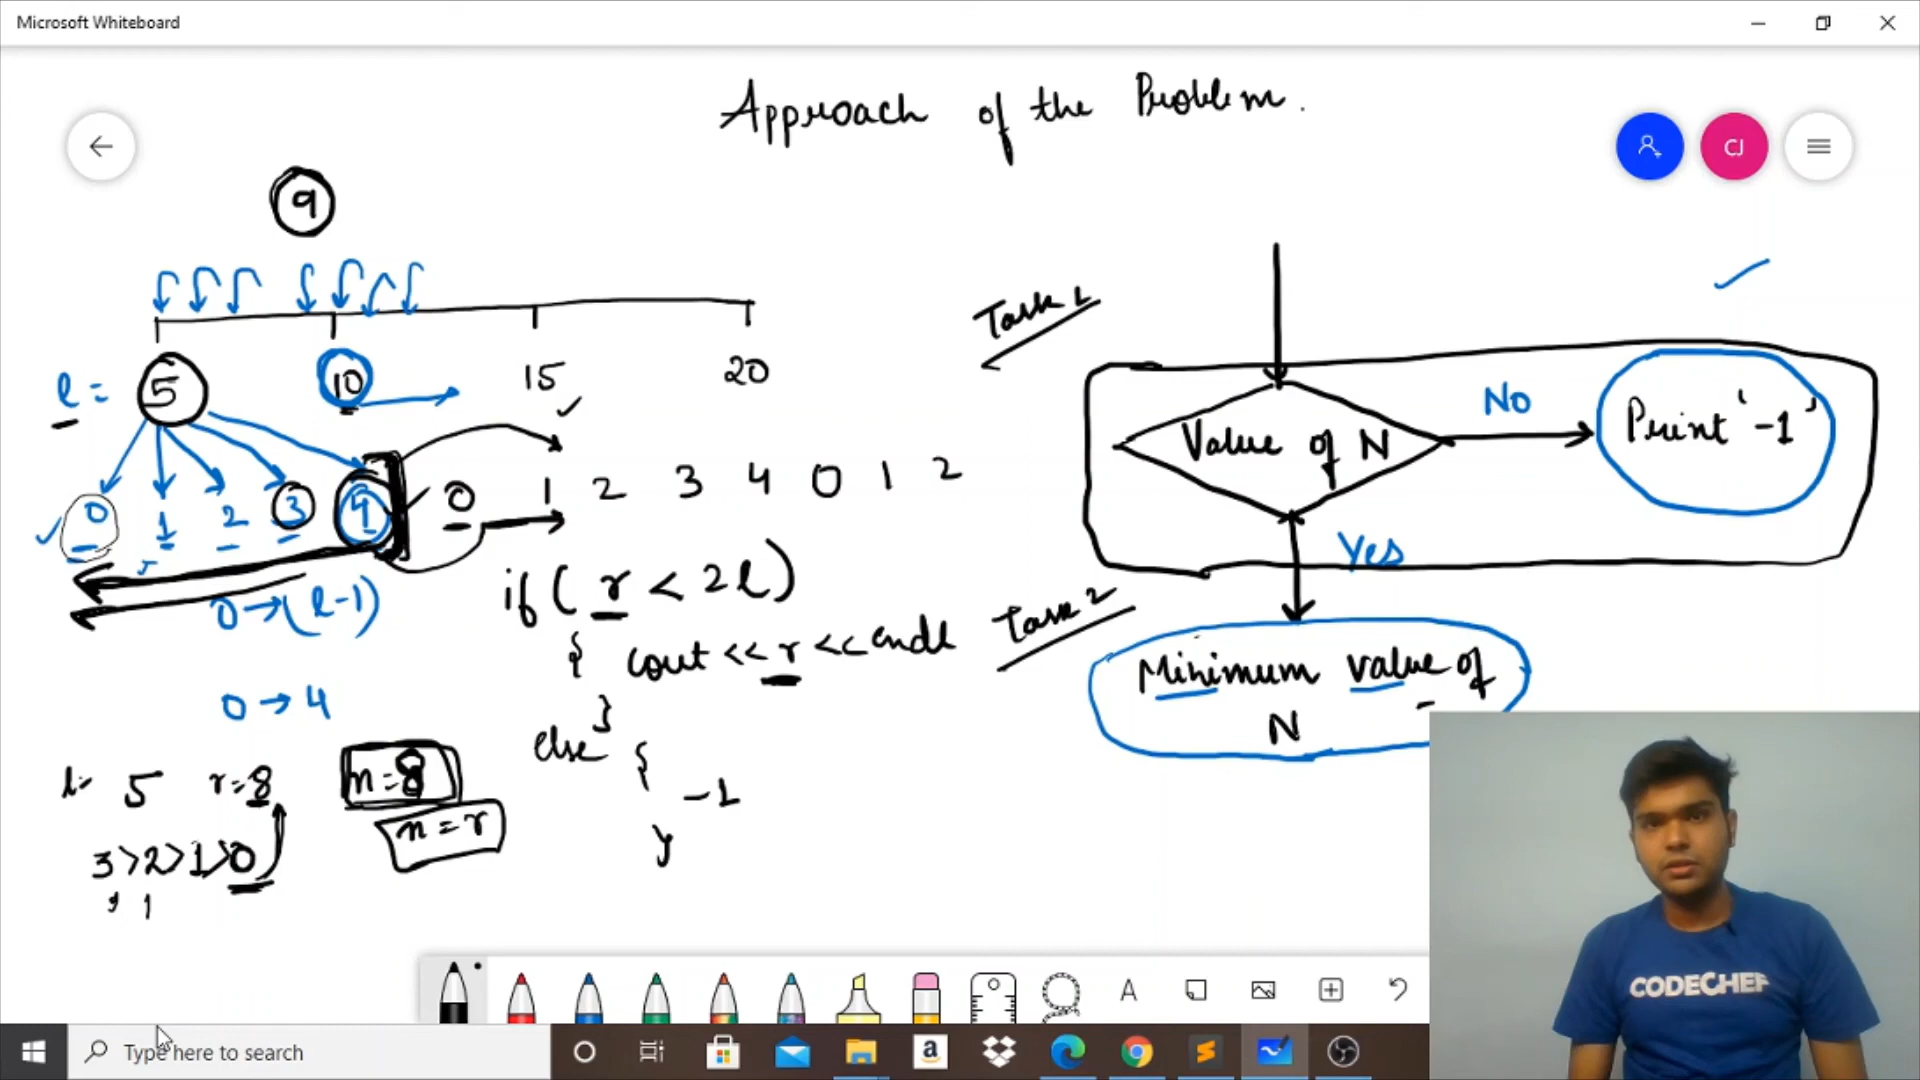 Microsoft Whiteboard
Approach of the Problem.
CJ
9
l = 5 10 15 20
0 1 2 3 4 0 1 2 3 4 0 1 2
0 → (l-1)
0 → 4
l= 5 r=8
3>2>1>0
1
n=8
n=r
if( r < 2l)
{ cout << r << endl
}
else {
-1
}
Task 1
Value of N
No
Print '-1'
Yes
Task 2
Minimum value of
N
CODECHEF
A
Type here to search
a